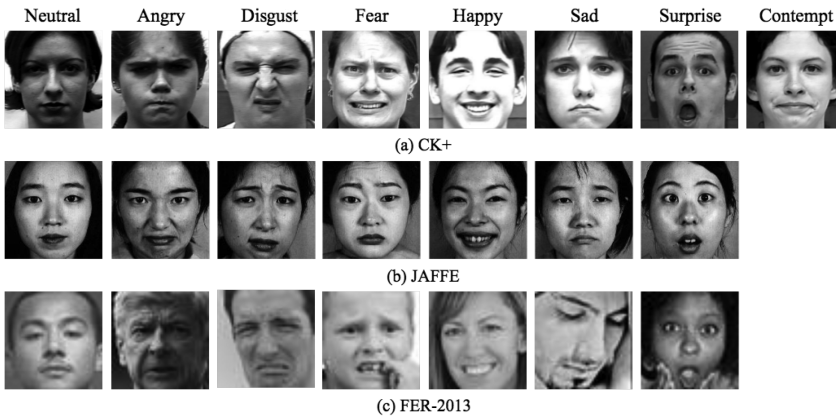 Neutral Angry Disgust Fear Happy Sad Surprise Contempt
(a) CK+
(b) JAFFE
(c) FER-2013